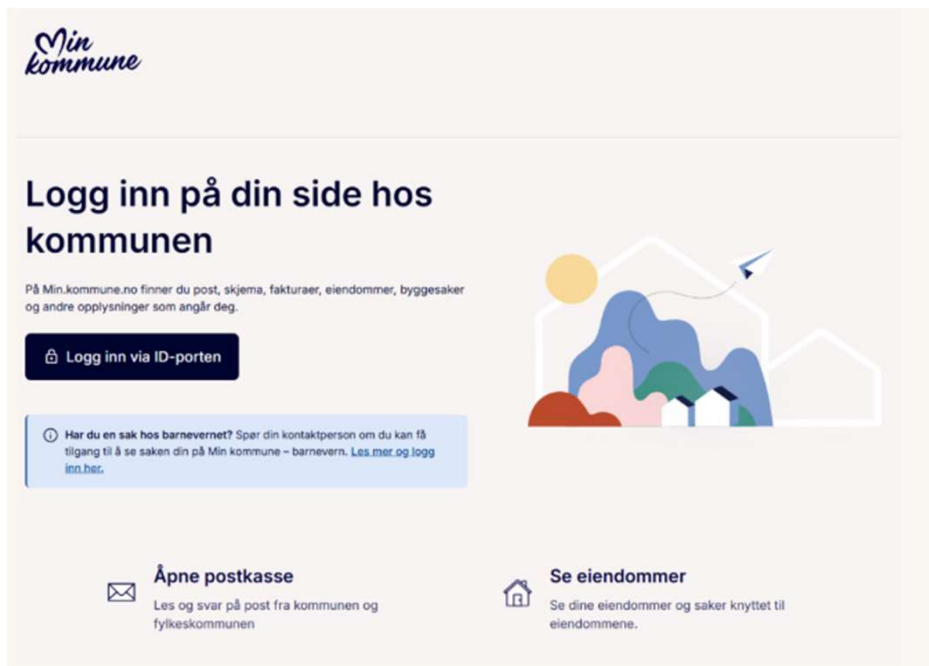 Min
kommune
Logg inn på din side hos
kommunen
På Min.kommune.no finner du post, skjema, fakturaer, eiendommer, byggesaker
og andre opplysninger som angår deg.
Logg inn via ID-porten
Har du en sak hos barnevernet? Spør din kontaktperson om du kan få
tilgang til å se saken din på Min kommune – barnevern. Les mer og logg
inn her.
Åpne postkasse
Les og svar på post fra kommunen og
fylkeskommunen
Se eiendommer
Se dine eiendommer og saker knyttet til
eiendommene.